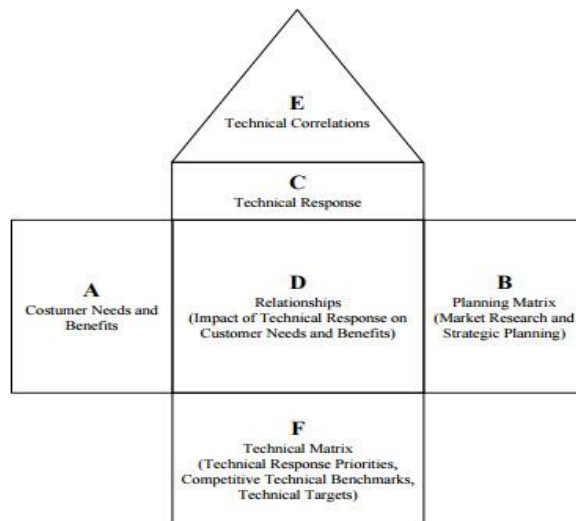 E
Technical Correlations
C
Technical Response
A
Costumer Needs and
Benefits
D
Relationships
(Impact of Technical Response on
Customer Needs and Benefits)
B
Planning Matrix
(Market Research and
Strategic Planning)
F
Technical Matrix
(Technical Response Priorities,
Competitive Technical Benchmarks,
Technical Targets)